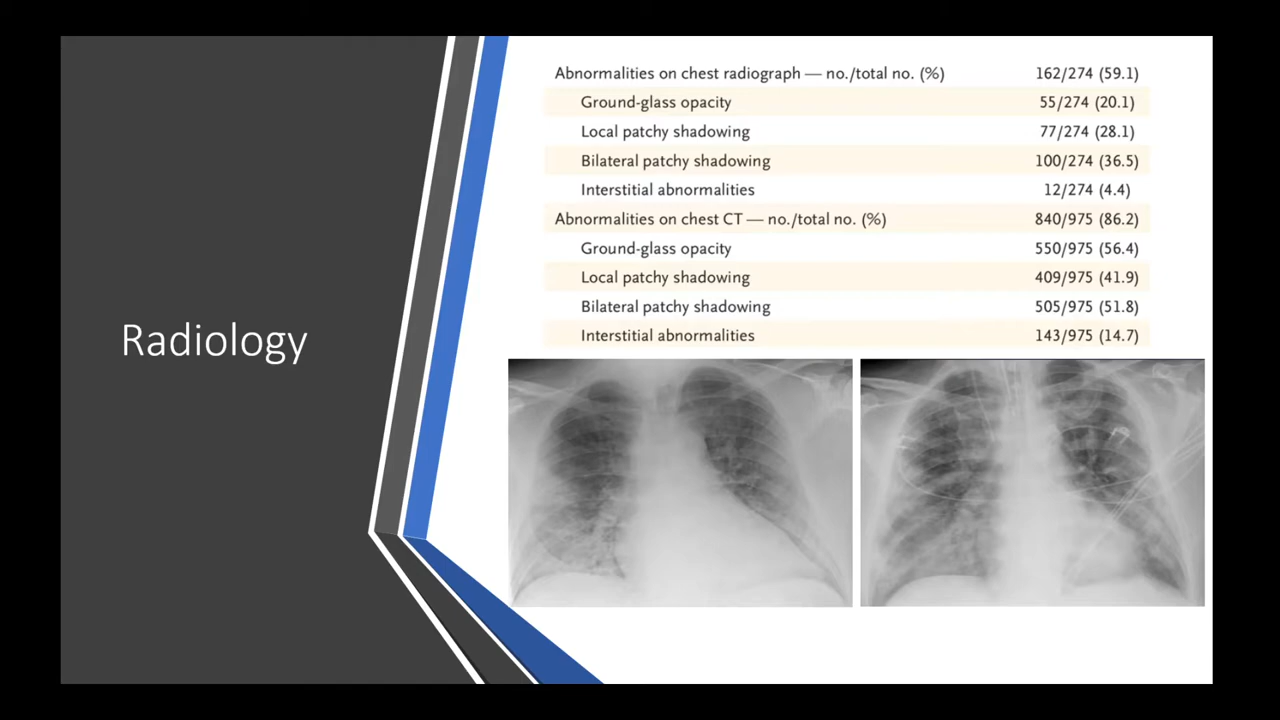 Radiology
Abnormalities on chest radiograph — no./total no. (%) 162/274 (59.1)
Ground-glass opacity 55/274 (20.1)
Local patchy shadowing 77/274 (28.1)
Bilateral patchy shadowing 100/274 (36.5)
Interstitial abnormalities 12/274 (4.4)
Abnormalities on chest CT — no./total no. (%) 840/975 (86.2)
Ground-glass opacity 550/975 (56.4)
Local patchy shadowing 409/975 (41.9)
Bilateral patchy shadowing 505/975 (51.8)
Interstitial abnormalities 143/975 (14.7)